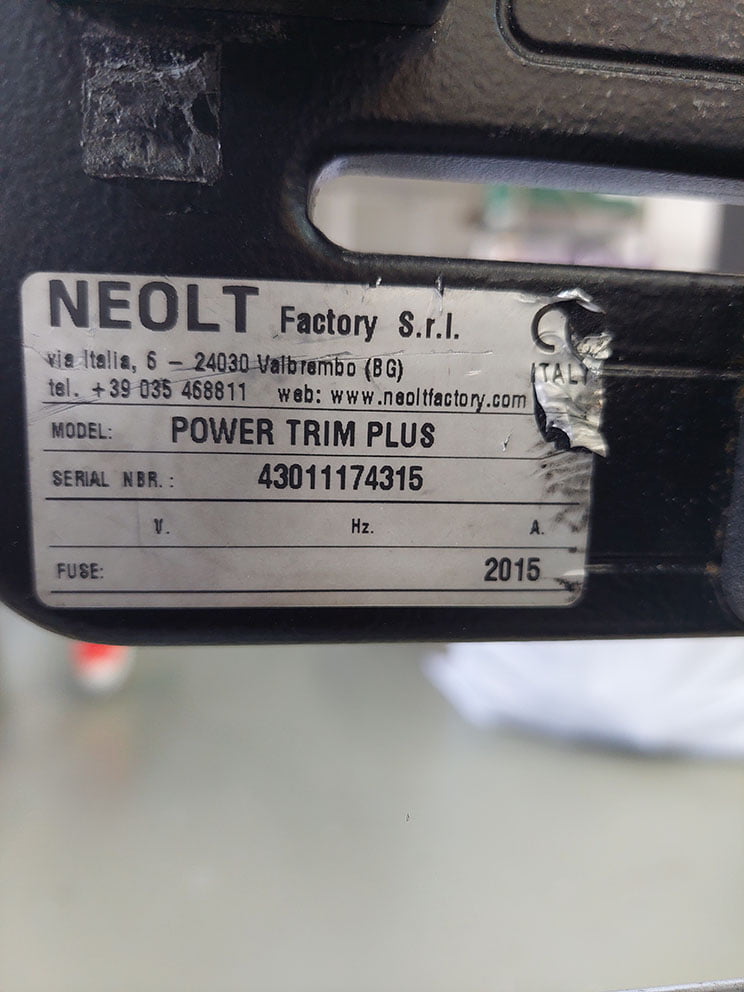 NEOLT Factory S.r.l.
via Italia, 6 – 24030 Valbrembo (BG)
tel. +39 035 468811 web: www.neoltfactory.com
ITALY
MODEL: POWER TRIM PLUS
SERIAL NBR.: 43011174315
V. Hz. A.
FUSE: 2015